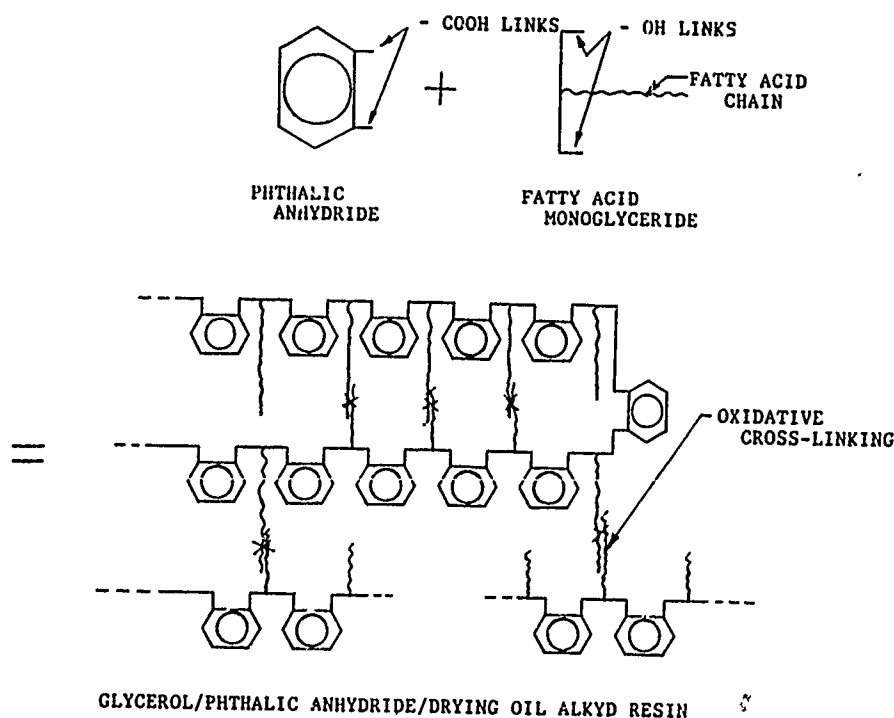 - COOH LINKS
- OH LINKS
+
FATTY ACID
CHAIN
PHTHALIC
ANHYDRIDE
FATTY ACID
MONOGLYCERIDE
=
- OXIDATIVE
CROSS-LINKING
GLYCEROL/PHTHALIC ANHYDRIDE/DRYING OIL ALKYD RESIN